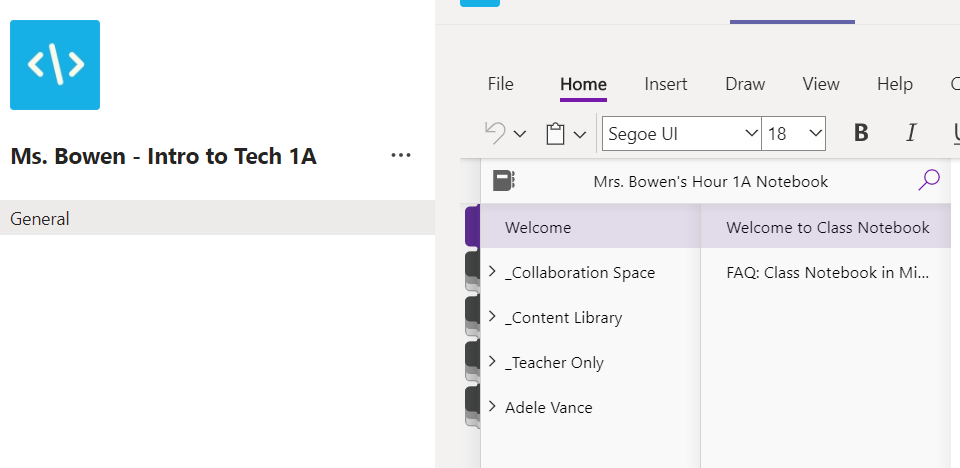 Ms. Bowen - Intro to Tech 1A
General
File Home Insert Draw View Help
Segoe UI 18 B I U
Mrs. Bowen's Hour 1A Notebook
Welcome
_Collaboration Space
_Content Library
_Teacher Only
Adele Vance
Welcome to Class Notebook
FAQ: Class Notebook in Mi...